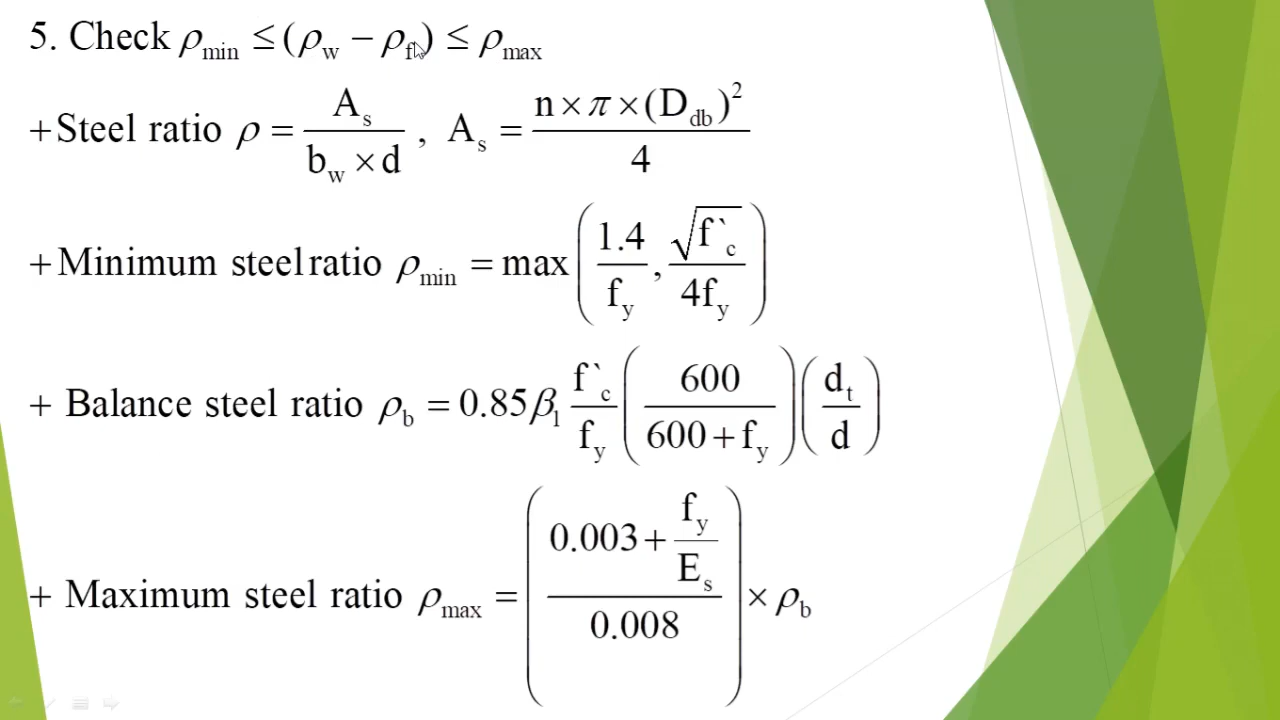 5. Check ρmin ≤ (ρw − ρf) ≤ ρmax
+ Steel ratio ρ = As / (bw × d) , As = n × π × (Ddb)² / 4
+ Minimum steel ratio ρmin = max(1.4 / fy , √f`c / 4fy)
+ Balance steel ratio ρb = 0.85β1 f`c / fy (600 / (600 + fy)) (dt / d)
+ Maximum steel ratio ρmax = ((0.003 + fy / Es) / 0.008) × ρb